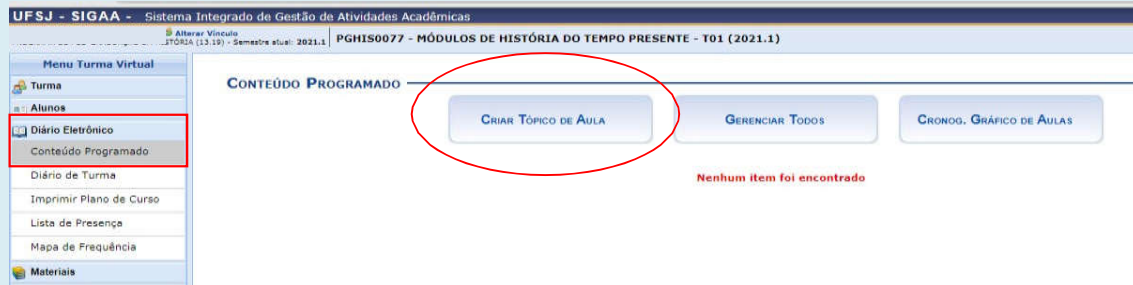 UFSJ - SIGAA - Sistema Integrado de Gestão de Atividades Acadêmicas
Alterar Vínculo
STÓRIA (13.19) - Semestre atual: 2021.1
PGHIS0077 - MÓDULOS DE HISTÓRIA DO TEMPO PRESENTE - T01 (2021.1)
Menu Turma Virtual
Turma
Alunos
Diário Eletrônico
Conteúdo Programado
Diário de Turma
Imprimir Plano de Curso
Lista de Presença
Mapa de Frequência
Materiais
CONTEÚDO PROGRAMADO
CRIAR TÓPICO DE AULA
GERENCIAR TODOS
CRONOG. GRÁFICO DE AULAS
Nenhum item foi encontrado